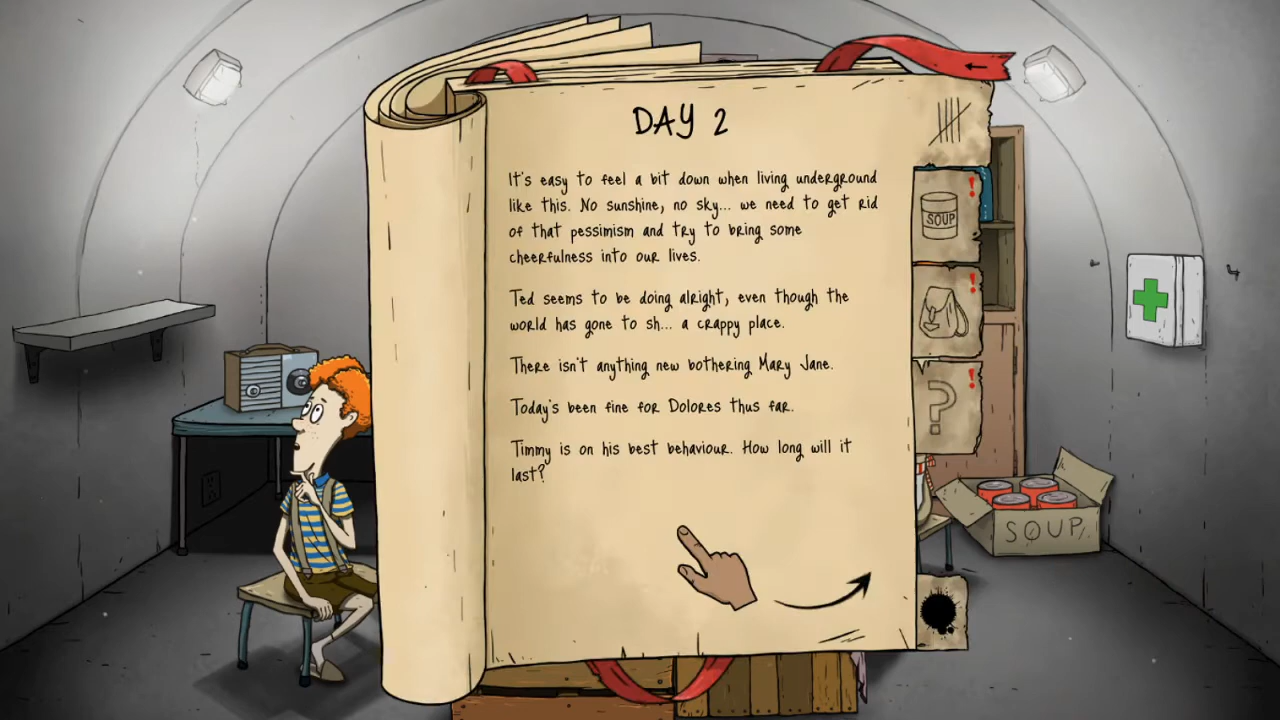 DAY 2
It's easy to feel a bit down when living underground
like this. No sunshine, no sky... we need to get rid
of that pessimism and try to bring some
cheerfulness into our lives.
Ted seems to be doing alright, even though the
world has gone to sh... a crappy place.
There isn't anything new bothering Mary Jane.
Today's been fine for Dolores thus far.
Timmy is on his best behaviour. How long will it
last?
!
SOUP
!
!
?
SOUP